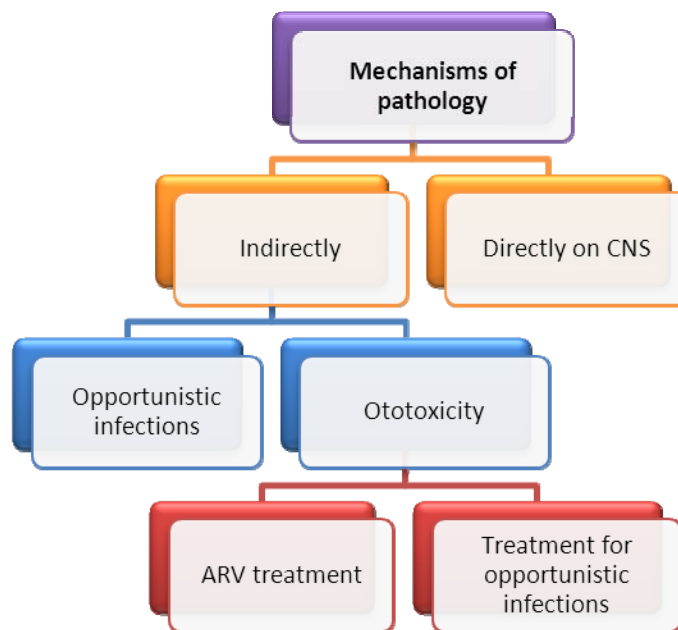 Mechanisms of
pathology
Indirectly
Directly on CNS
Opportunistic
infections
Ototoxicity
ARV treatment
Treatment for
opportunistic
infections